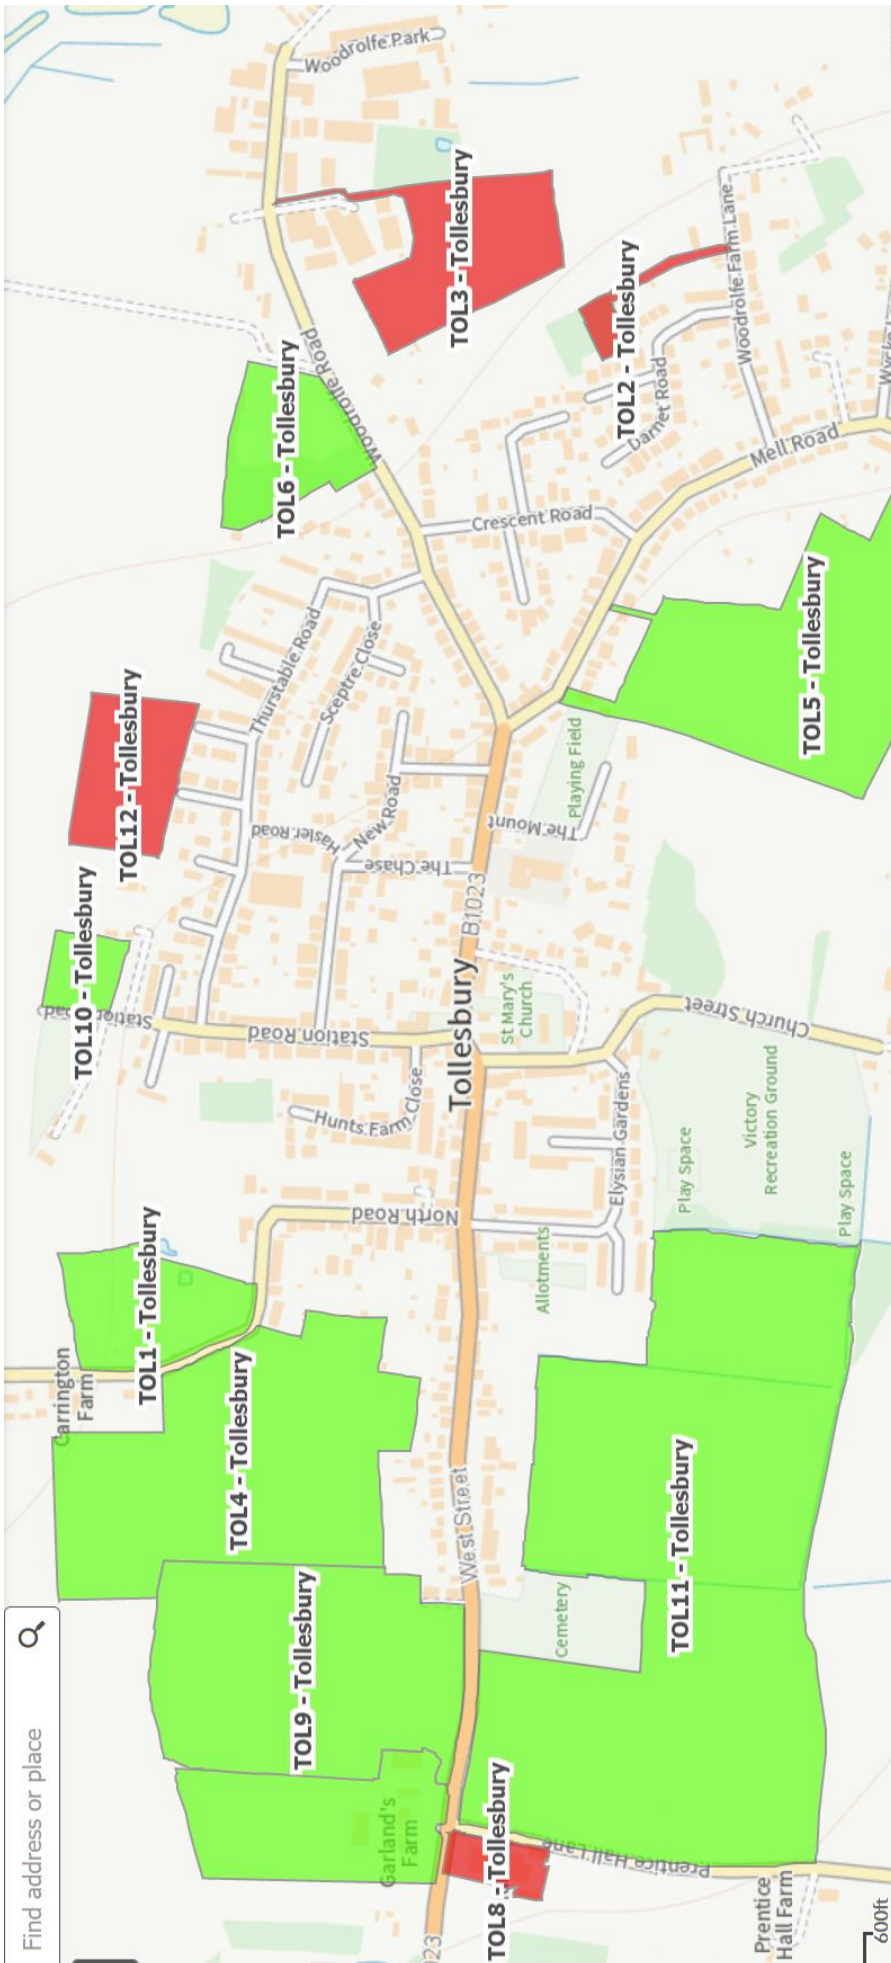 Find address or place
Carrington
Farm
TOL1 - Tollesbury
TOL10 - Tollesbury
Station Road
TOL12 - Tollesbury
TOL4 - Tollesbury
TOL9 - Tollesbury
TOL6 - Tollesbury
Woodrolfe Park
Woodrolfe Road
Woodrolfe Road
Hunts Farm Close
Station Road
North Road
Thurstable Road
Sceptre Close
Hasler Road
New Road
The Chase
Garland's
Farm
West Street
Tollesbury
B1023
TOL3 - Tollesbury
Crescent Road
TOL8 - Tollesbury
Prentice Hall Lane
Cemetery
Allotments
St Mary's
Church
The Mount
Playing Field
Elysian Gardens
TOL2 - Tollesbury
Darnet Road
Woodrolfe Farm Lane
Mell Road
TOL11 - Tollesbury
Play Space
Church Street
Victory
Recreation Ground
TOL5 - Tollesbury
Prentice
Hall Farm
Play Space
600ft